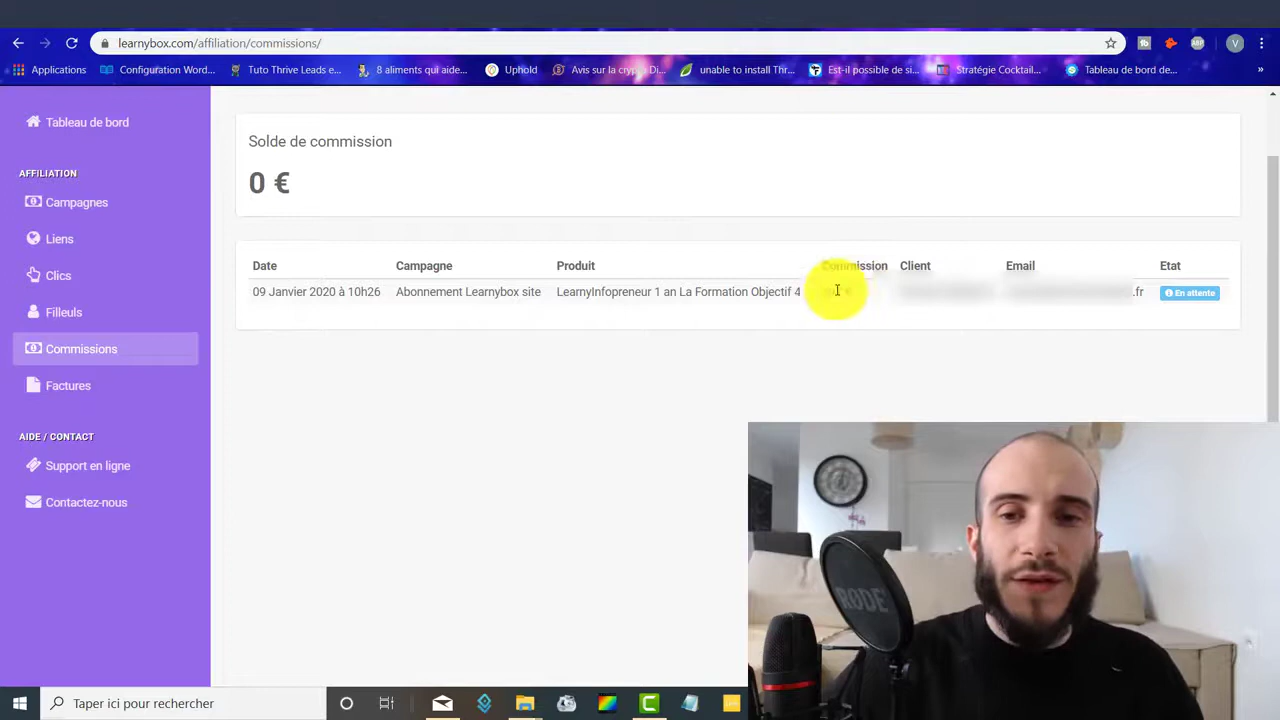 learnybox.com/affiliation/commissions/
V
Applications
Configuration Word...
Tuto Thrive Leads e...
8 aliments qui aide...
Uphold
Avis sur la crypto Di...
unable to install Thr...
Est-il possible de si...
Stratégie Cocktail...
Tableau de bord de...
»
Tableau de bord
AFFILIATION
Campagnes
Liens
Clics
Filleuls
Commissions
Factures
AIDE / CONTACT
Support en ligne
Contactez-nous
Solde de commission
0 €
Date Campagne Produit Commission Client Email Etat
09 Janvier 2020 à 10h26 Abonnement Learnybox site LearnyInfopreneur 1 an La Formation Objectif 4 .fr En attente
RODE
Taper ici pour rechercher